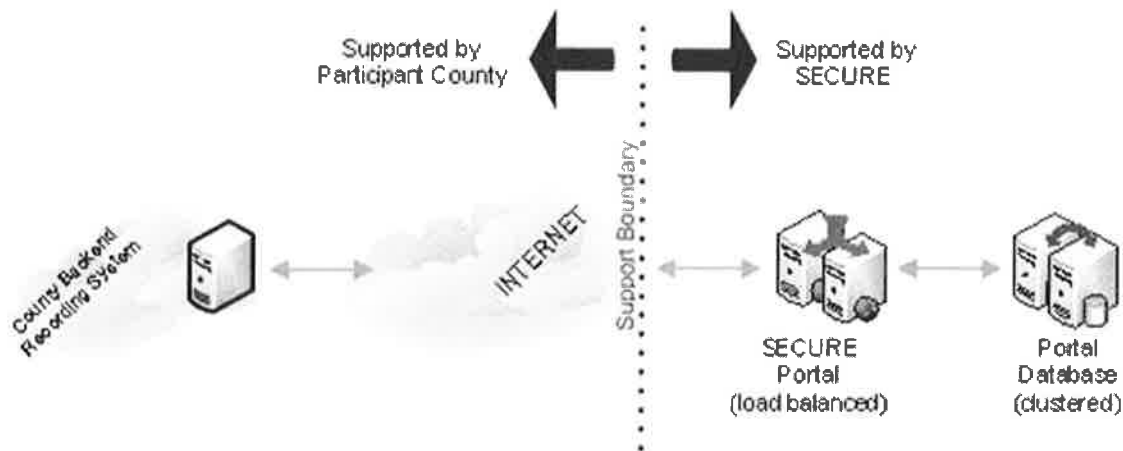 Supported by
Participant County
Supported by
SECURE
Support Boundary
County Backend
Recording System
INTERNET
SECURE
Portal
(load balanced)
Portal
Database
(clustered)